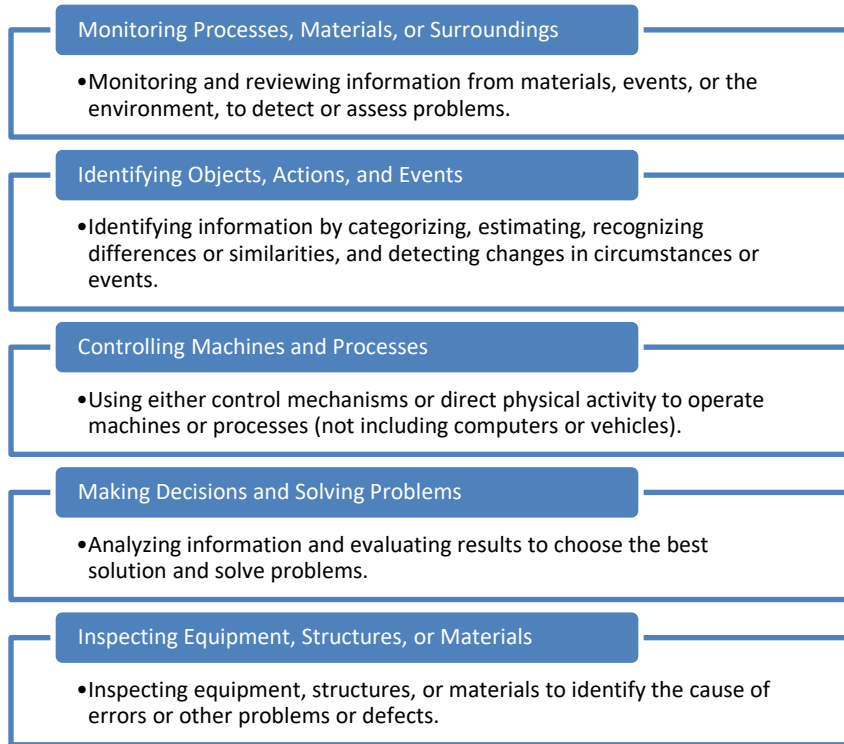 Monitoring Processes, Materials, or Surroundings
•Monitoring and reviewing information from materials, events, or the
environment, to detect or assess problems.
Identifying Objects, Actions, and Events
•Identifying information by categorizing, estimating, recognizing
differences or similarities, and detecting changes in circumstances or
events.
Controlling Machines and Processes
•Using either control mechanisms or direct physical activity to operate
machines or processes (not including computers or vehicles).
Making Decisions and Solving Problems
•Analyzing information and evaluating results to choose the best
solution and solve problems.
Inspecting Equipment, Structures, or Materials
•Inspecting equipment, structures, or materials to identify the cause of
errors or other problems or defects.